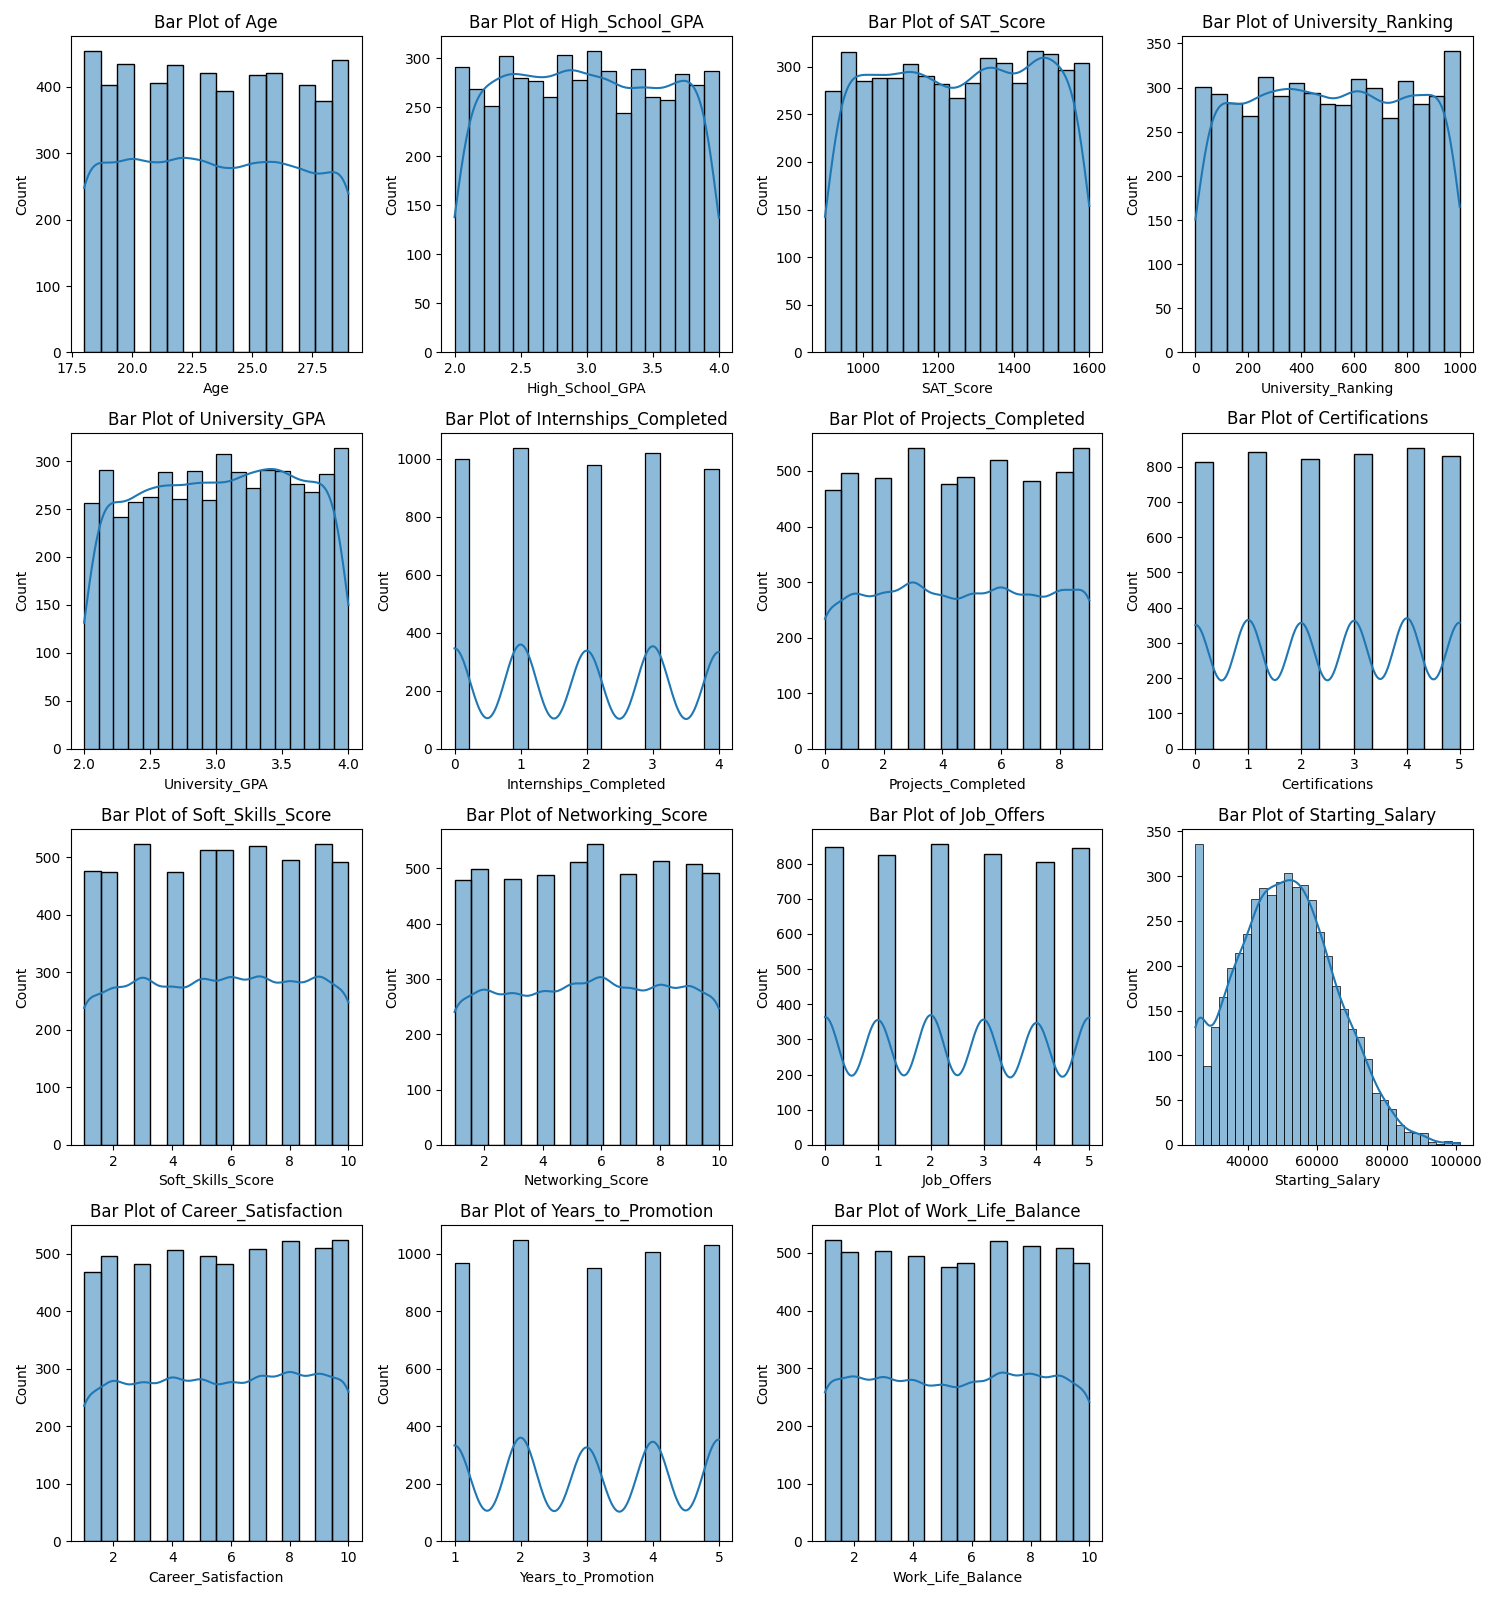 Bar Plot of Age
Bar Plot of High_School_GPA
Bar Plot of SAT_Score
Bar Plot of University_Ranking
400
300
200
100
0
Count
17.5 20.0 22.5 25.0 27.5
Age
300
250
200
150
100
50
0
Count
2.0 2.5 3.0 3.5 4.0
High_School_GPA
300
250
200
150
100
50
0
Count
1000 1200 1400 1600
SAT_Score
350
300
250
200
150
100
50
0
Count
0 200 400 600 800 1000
University_Ranking
Bar Plot of University_GPA
Bar Plot of Internships_Completed
Bar Plot of Projects_Completed
Bar Plot of Certifications
300
250
200
150
100
50
0
Count
2.0 2.5 3.0 3.5 4.0
University_GPA
1000
800
600
400
200
0
Count
0 1 2 3 4
Internships_Completed
500
400
300
200
100
0
Count
0 2 4 6 8
Projects_Completed
800
700
600
500
400
300
200
100
0
Count
0 1 2 3 4 5
Certifications
Bar Plot of Soft_Skills_Score
Bar Plot of Networking_Score
Bar Plot of Job_Offers
Bar Plot of Starting_Salary
500
400
300
200
100
0
Count
2 4 6 8 10
Soft_Skills_Score
500
400
300
200
100
0
Count
2 4 6 8 10
Networking_Score
800
700
600
500
400
300
200
100
0
Count
0 1 2 3 4 5
Job_Offers
350
300
250
200
150
100
50
0
Count
40000 60000 80000 100000
Starting_Salary
Bar Plot of Career_Satisfaction
Bar Plot of Years_to_Promotion
Bar Plot of Work_Life_Balance
500
400
300
200
100
0
Count
2 4 6 8 10
Career_Satisfaction
1000
800
600
400
200
0
Count
1 2 3 4 5
Years_to_Promotion
500
400
300
200
100
0
Count
2 4 6 8 10
Work_Life_Balance